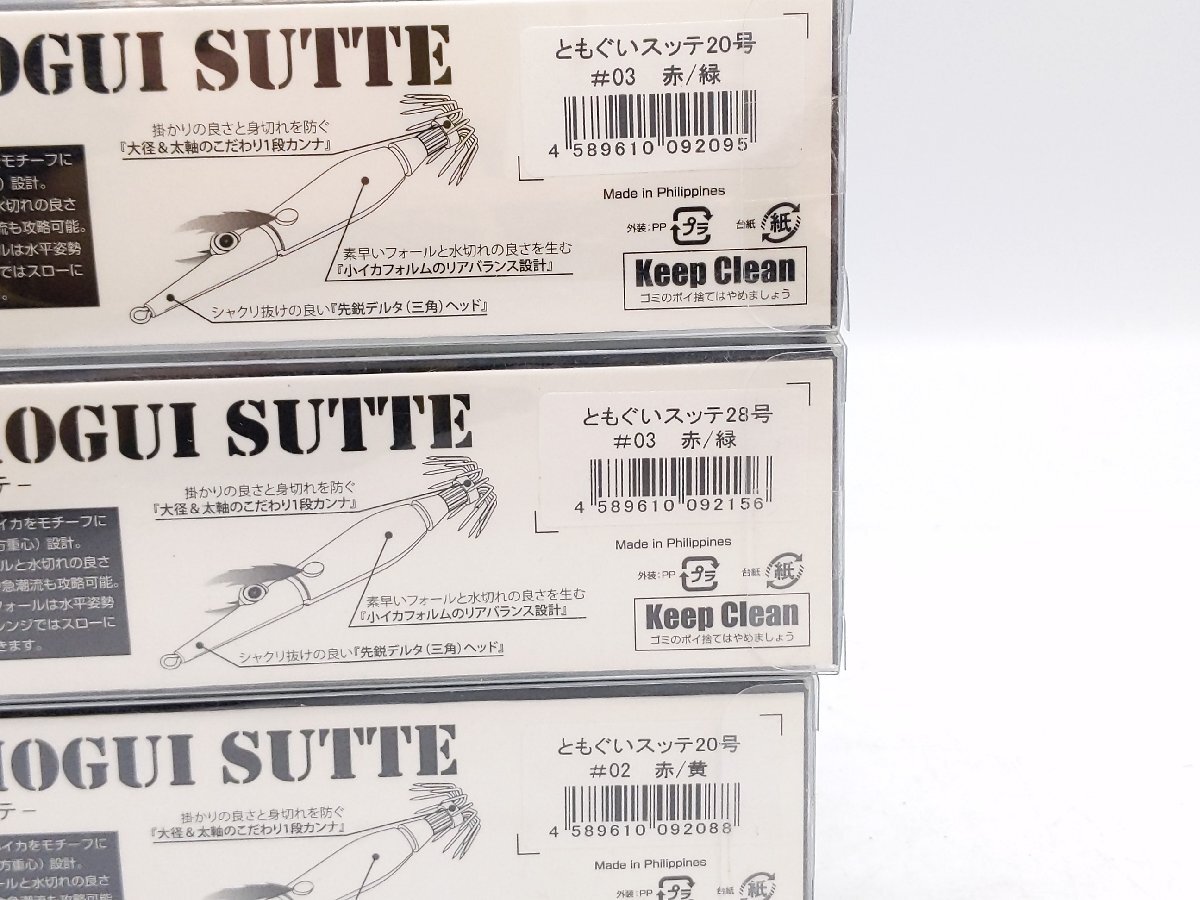 OGUI SUTTE
ともぐいスッテ20号
#03 赤/緑
4 589610 092095
掛かりの良さと身切れを防ぐ
『大径&太軸のこだわり1段カンナ』
モチーフに
設計。
水切れの良さ
流も攻略可能。
ルは水平姿勢
ではスローに
素早いフォールと水切れの良さを生む
『小イカフォルムのリアバランス設計』
シャクリ抜けの良い『先鋭デルタ(三角)ヘッド』
Made in Philippines
外装:PP プラ 台紙 紙
Keep Clean
ゴミのポイ捨てはやめましょう
OGUI SUTTE
テ-
ともぐいスッテ28号
#03 赤/緑
4 589610 092156
掛かりの良さと身切れを防ぐ
『大径&太軸のこだわり1段カンナ』
イカをモチーフに
方重心)設計。
ルと水切れの良さ
急潮流も攻略可能。
フォールは水平姿勢
レンジではスローに
きます。
素早いフォールと水切れの良さを生む
『小イカフォルムのリアバランス設計』
シャクリ抜けの良い『先鋭デルタ(三角)ヘッド』
Made in Philippines
外装:PP プラ 台紙 紙
Keep Clean
ゴミのポイ捨てはやめましょう
OGUI SUTTE
テ-
ともぐいスッテ20号
#02 赤/黄
4 589610 092088
掛かりの良さと身切れを防ぐ
『大径&太軸のこだわり1段カンナ』
イカをモチーフに
方重心)設計。
ルと水切れの良さ
急潮流も攻略可能
Made in Philippines
外装:PP プラ 台紙 紙